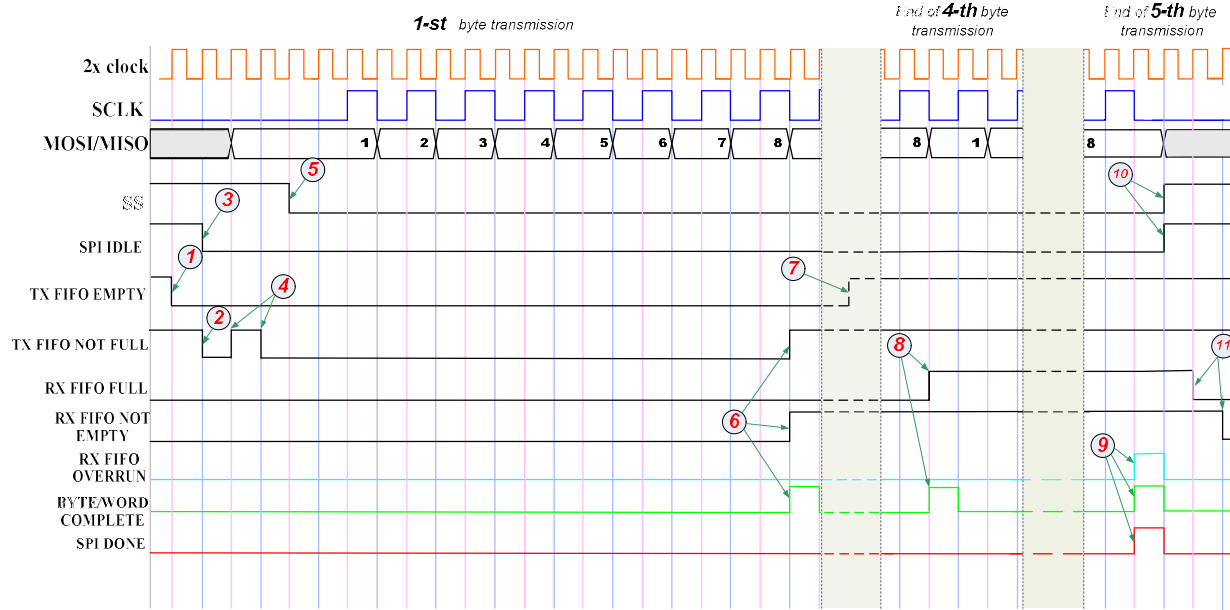 1-st byte transmission
End of 4-th byte
transmission
End of 5-th byte
transmission
2x clock
SCLK
MOSI/MISO
1
2
3
4
5
6
7
8
8
1
8
SS
5
10
3
SPI IDLE
1
TX FIFO EMPTY
7
4
2
TX FIFO NOT FULL
8
11
RX FIFO FULL
RX FIFO NOT
EMPTY
6
9
RX FIFO
OVERRUN
BYTE/WORD
COMPLETE
SPI DONE